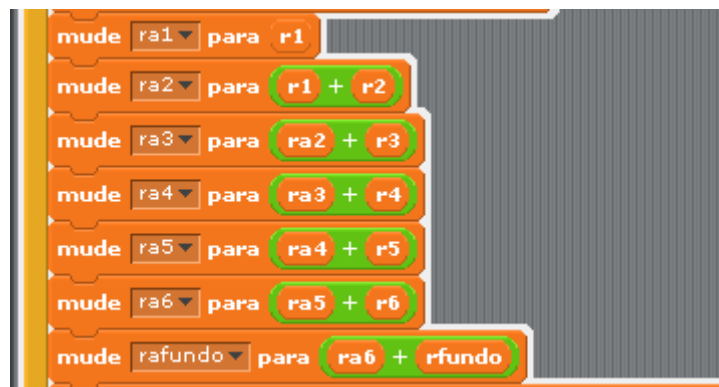 mude ra1 para r1
mude ra2 para r1 + r2
mude ra3 para ra2 + r3
mude ra4 para ra3 + r4
mude ra5 para ra4 + r5
mude ra6 para ra5 + r6
mude rafundo para ra6 + rfundo